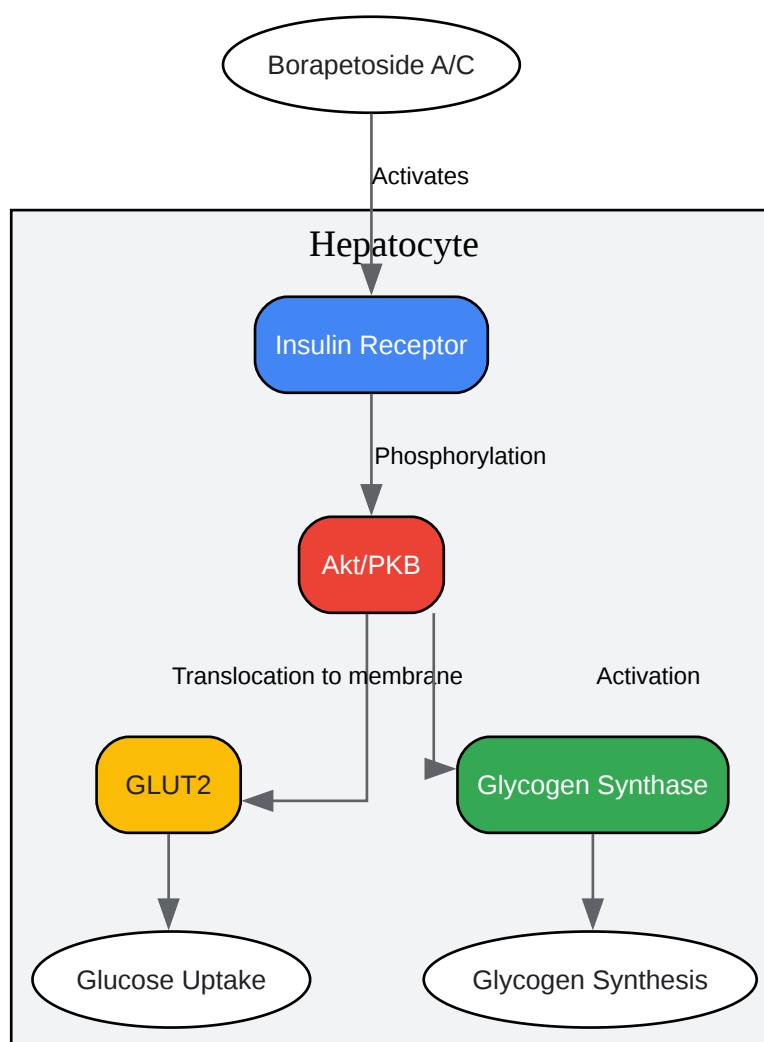 Borapetoside A/C
Activates
Hepatocyte
Insulin Receptor
Phosphorylation
Akt/PKB
Translocation to membrane
Activation
GLUT2
Glycogen Synthase
Glucose Uptake
Glycogen Synthesis